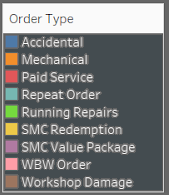 Order Type
Accidental
Mechanical
Paid Service
Repeat Order
Running Repairs
SMC Redemption
SMC Value Package
WBW Order
Workshop Damage